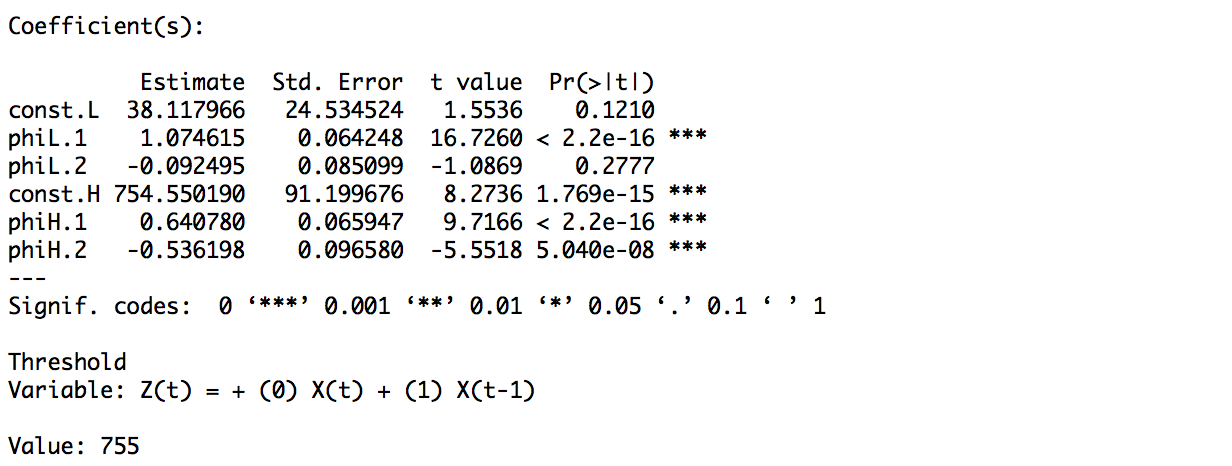 Coefficient(s):
Estimate Std. Error t value Pr(>|t|)
const.L 38.117966 24.534524 1.5536 0.1210
phiL.1 1.074615 0.064248 16.7260 < 2.2e-16 ***
phiL.2 -0.092495 0.085099 -1.0869 0.2777
const.H 754.550190 91.199676 8.2736 1.769e-15 ***
phiH.1 0.640780 0.065947 9.7166 < 2.2e-16 ***
phiH.2 -0.536198 0.096580 -5.5518 5.040e-08 ***
---
Signif. codes: 0 ‘***’ 0.001 ‘**’ 0.01 ‘*’ 0.05 ‘.’ 0.1 ‘ ’ 1
Threshold
Variable: Z(t) = + (0) X(t) + (1) X(t-1)
Value: 755